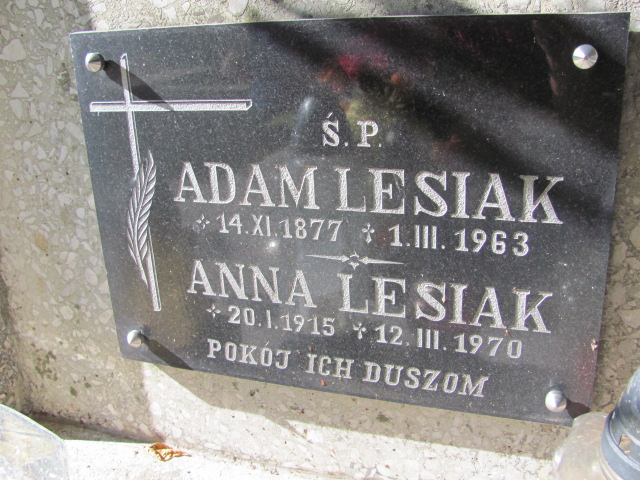 Ś.P.
ADAM LESIAK
14.XI.1877 1.III.1963
ANNA LESIAK
20.I.1915 12.III.1970
POKÓJ ICH DUSZOM